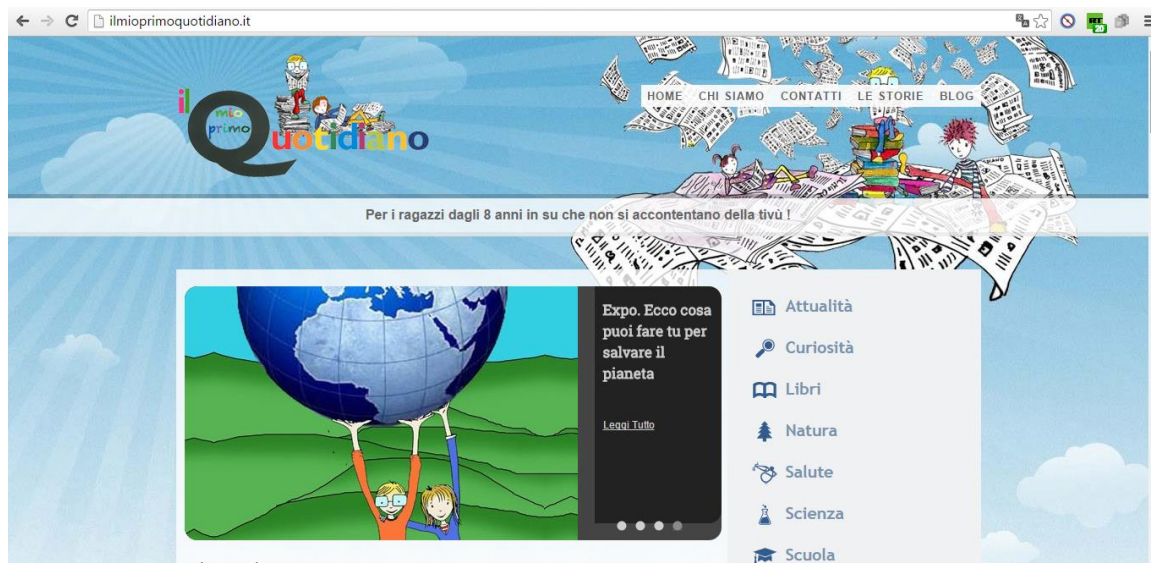 ilmioprimoquotidiano.it
20
HOME CHI SIAMO CONTATTI LE STORIE BLOG
il mio primo Quotidiano
Per i ragazzi dagli 8 anni in su che non si accontentano della tivù !
Expo. Ecco cosa
puoi fare tu per
salvare il
pianeta
Leggi Tutto
Attualità
Curiosità
Libri
Natura
Salute
Scienza
Scuola